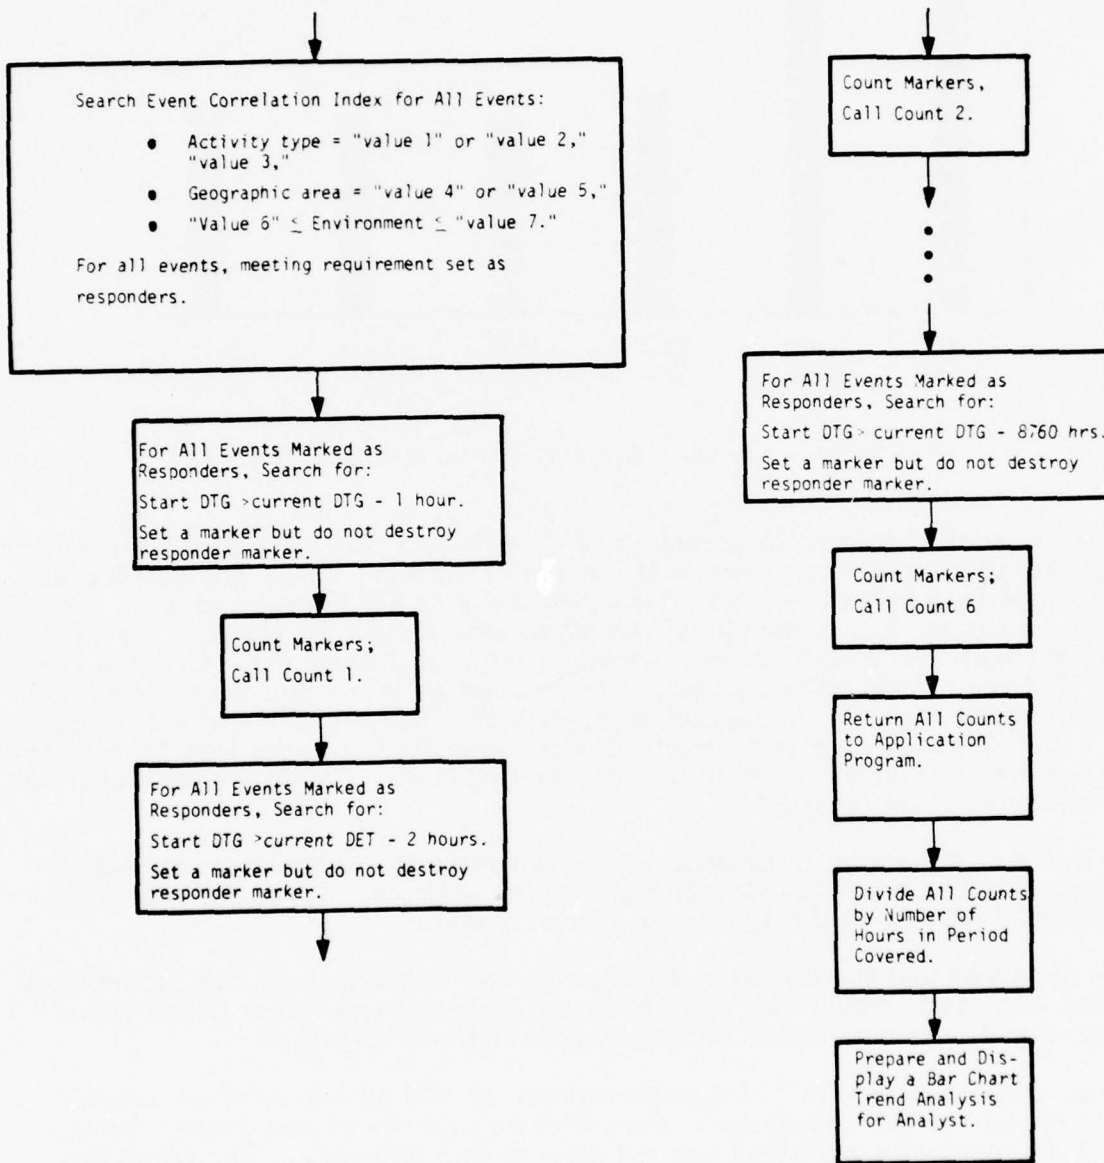 Search Event Correlation Index for All Events:
● Activity type = "value 1" or "value 2,"
"value 3,"
● Geographic area = "value 4" or "value 5,"
● "Value 6" ≤ Environment ≤ "value 7."
For all events, meeting requirement set as
responders.
For All Events Marked as
Responders, Search for:
Start DTG >current DTG - 1 hour.
Set a marker but do not destroy
responder marker.
Count Markers;
Call Count 1.
For All Events Marked as
Responders, Search for:
Start DTG >current DET - 2 hours.
Set a marker but do not destroy
responder marker.
Count Markers,
Call Count 2.
For All Events Marked as
Responders, Search for:
Start DTG> current DTG - 8760 hrs.
Set a marker but do not destroy
responder marker.
Count Markers;
Call Count 6
Return All Counts
to Application
Program.
Divide All Counts
by Number of
Hours in Period
Covered.
Prepare and Dis-
play a Bar Chart
Trend Analysis
for Analyst.